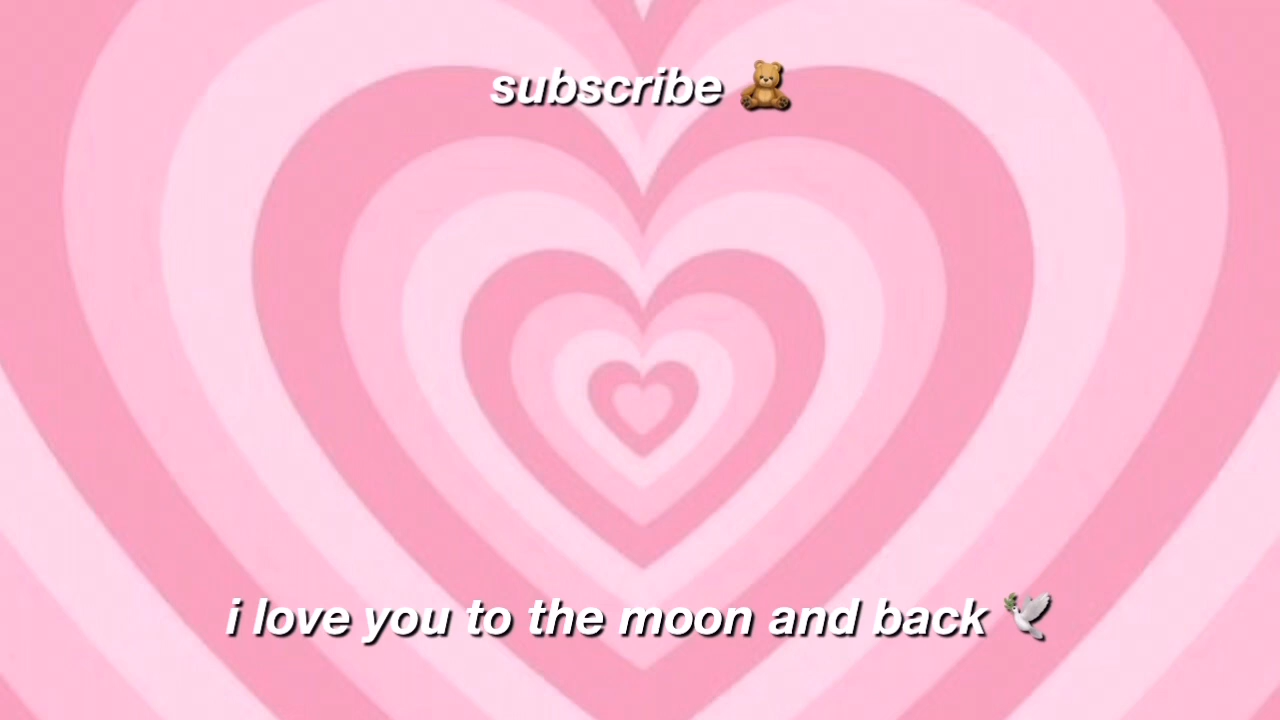 subscribe 🧸
i love you to the moon and back 🕊️